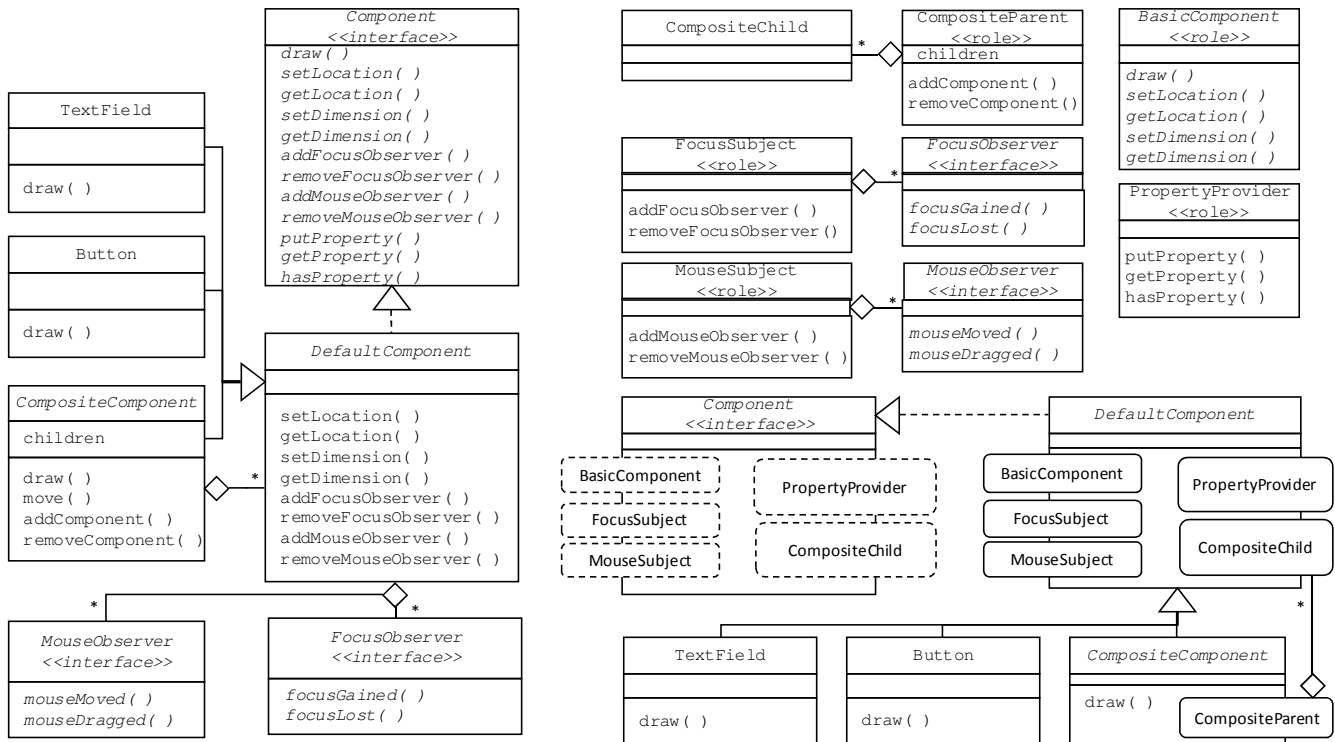 Component
<<interface>>
draw( )
setLocation( )
getLocation( )
setDimension( )
getDimension( )
addFocusObserver( )
removeFocusObserver( )
addMouseObserver( )
removeMouseObserver( )
putProperty( )
getProperty( )
hasProperty( )
TextField
draw( )
Button
draw( )
CompositeComponent
children
draw( )
move( )
addComponent( )
removeComponent( )
*
DefaultComponent
setLocation( )
getLocation( )
setDimension( )
getDimension( )
addFocusObserver( )
removeFocusObserver( )
addMouseObserver( )
removeMouseObserver( )
*
*
MouseObserver
<<interface>>
mouseMoved( )
mouseDragged( )
FocusObserver
<<interface>>
focusGained( )
focusLost( )
CompositeChild
*
CompositeParent
<<role>>
children
addComponent( )
removeComponent()
BasicComponent
<<role>>
draw( )
setLocation( )
getLocation( )
setDimension( )
getDimension( )
FocusSubject
<<role>>
addFocusObserver( )
removeFocusObserver()
*
FocusObserver
<<interface>>
focusGained( )
focusLost( )
PropertyProvider
<<role>>
putProperty( )
getProperty( )
hasProperty( )
MouseSubject
<<role>>
addMouseObserver( )
removeMouseObserver( )
*
MouseObserver
<<interface>>
mouseMoved( )
mouseDragged( )
Component
<<interface>>
BasicComponent
FocusSubject
MouseSubject
PropertyProvider
CompositeChild
DefaultComponent
BasicComponent
FocusSubject
MouseSubject
PropertyProvider
CompositeChild
*
TextField
draw( )
Button
draw( )
CompositeComponent
draw( )
CompositeParent